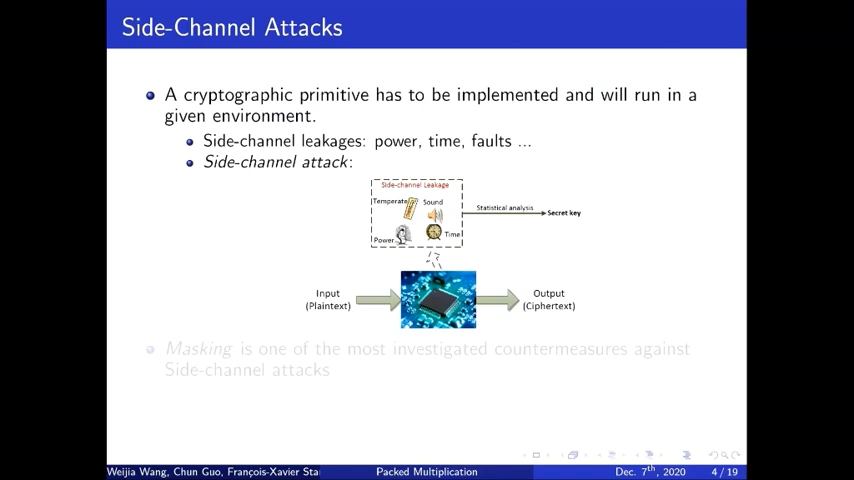 Side-Channel Attacks
A cryptographic primitive has to be implemented and will run in a
given environment.
Side-channel leakages: power, time, faults ...
Side-channel attack:
Side-channel Leakage
Temperate
Sound
Power
Time
Statistical analysis
Secret key
Input
(Plaintext)
Output
(Ciphertext)
Masking is one of the most investigated countermeasures against
Side-channel attacks
Weijia Wang, Chun Guo, François-Xavier Sta
Packed Multiplication
Dec. 7th, 2020
4 / 19